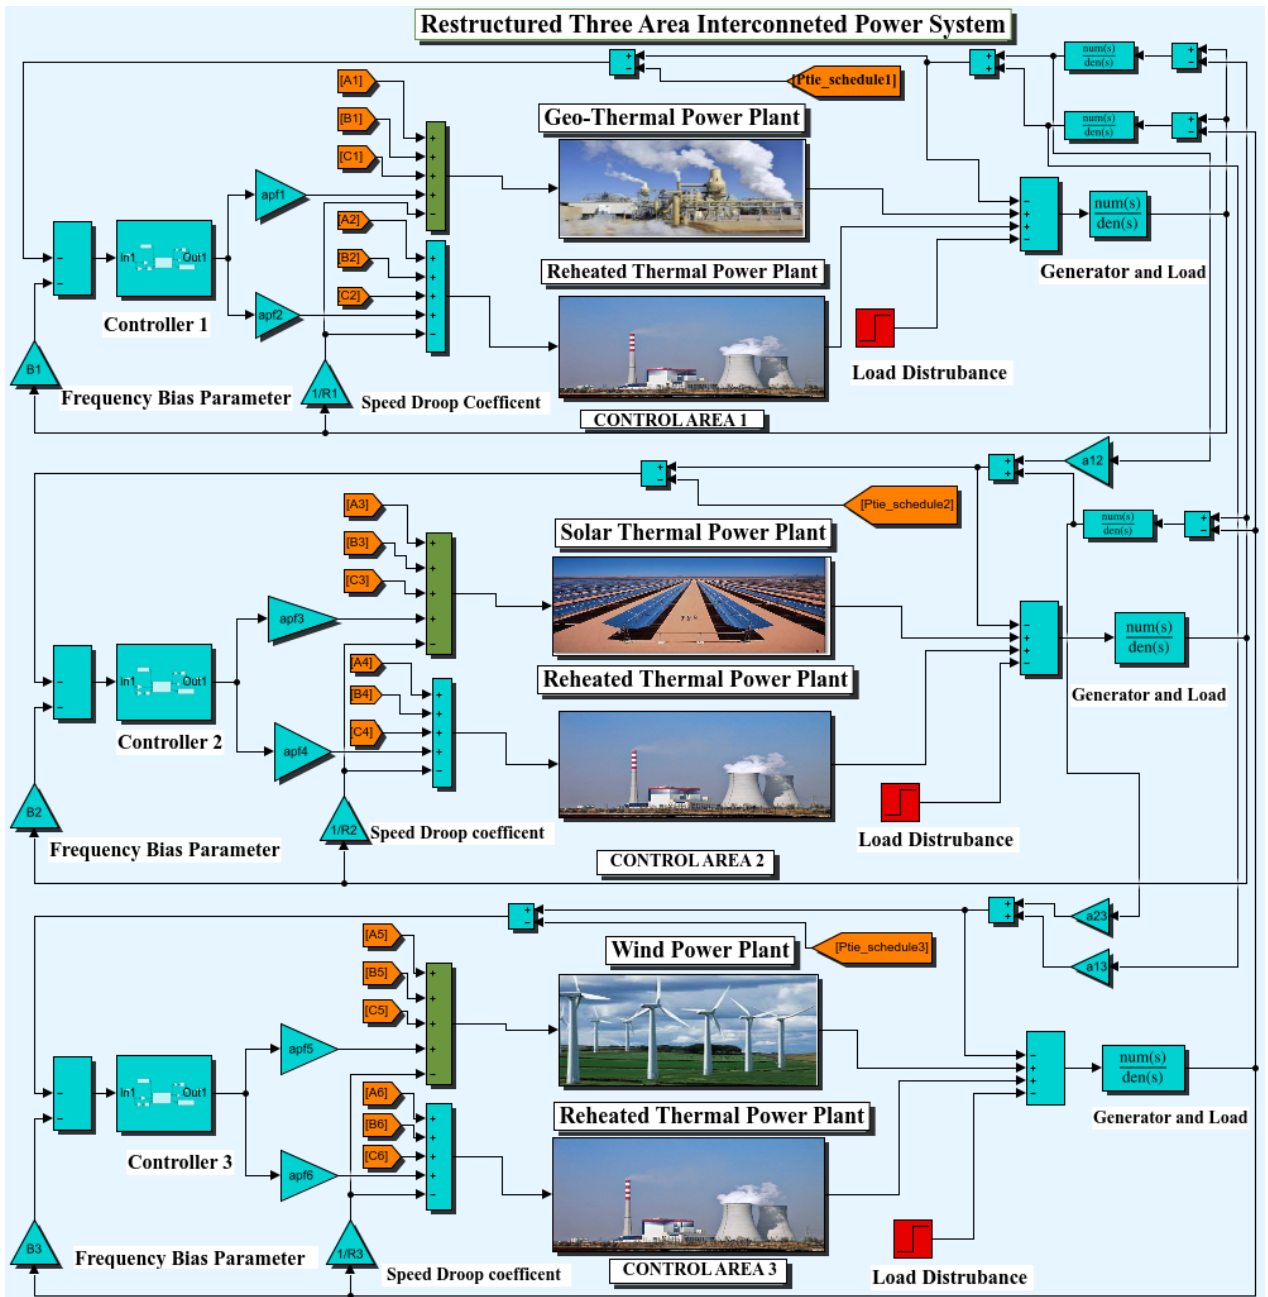 Restructured Three Area Interconneted Power System
num(s)
den(s)
[A1]
[Ptie_schedule1]
[B1]
Geo-Thermal Power Plant
num(s)
den(s)
[C1]
apf1
num(s)
den(s)
[A2]
In1
Out1
[B2]
Reheated Thermal Power Plant
Generator and Load
[C2]
apf2
Controller 1
B1
1/R1
Load Distrubance
Frequency Bias Parameter
Speed Droop Coefficent
CONTROL AREA 1
a12
[A3]
[Ptie_schedule2]
num(s)
den(s)
[B3]
Solar Thermal Power Plant
[C3]
apf3
num(s)
den(s)
[A4]
In1
Out1
[B4]
Reheated Thermal Power Plant
Generator and Load
[C4]
Controller 2
apf4
B2
1/R2
Speed Droop coefficent
Load Distrubance
Frequency Bias Parameter
CONTROL AREA 2
a23
[A5]
Wind Power Plant
[Ptie_schedule3]
a13
[B5]
[C5]
apf5
num(s)
den(s)
In1
Out1
[A6]
Reheated Thermal Power Plant
Generator and Load
[B6]
[C6]
Controller 3
apf6
B3
1/R3
Frequency Bias Parameter
Speed Droop coefficent
CONTROL AREA 3
Load Distrubance